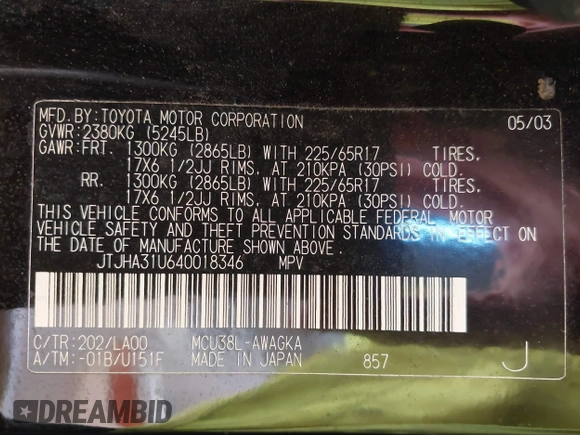 MFD. BY: TOYOTA MOTOR CORPORATION 05/03
GVWR: 2380KG (5245LB)
GAWR: FRT. 1300KG (2865LB) WITH 225/65R17 TIRES,
17X6 1/2JJ RIMS, AT 210KPA (30PSI) COLD.
RR. 1300KG (2865LB) WITH 225/65R17 TIRES,
17X6 1/2JJ RIMS, AT 210KPA (30PSI) COLD.
THIS VEHICLE CONFORMS TO ALL APPLICABLE FEDERAL MOTOR
VEHICLE SAFETY AND THEFT PREVENTION STANDARDS IN EFFECT ON
THE DATE OF MANUFACTURE SHOWN ABOVE.
JTJHA31U640018346 MPV
C/TR: 202/LA00 MCU38L-AWAGKA
A/TM: -01B/U151F MADE IN JAPAN 857 J
DREAMBID